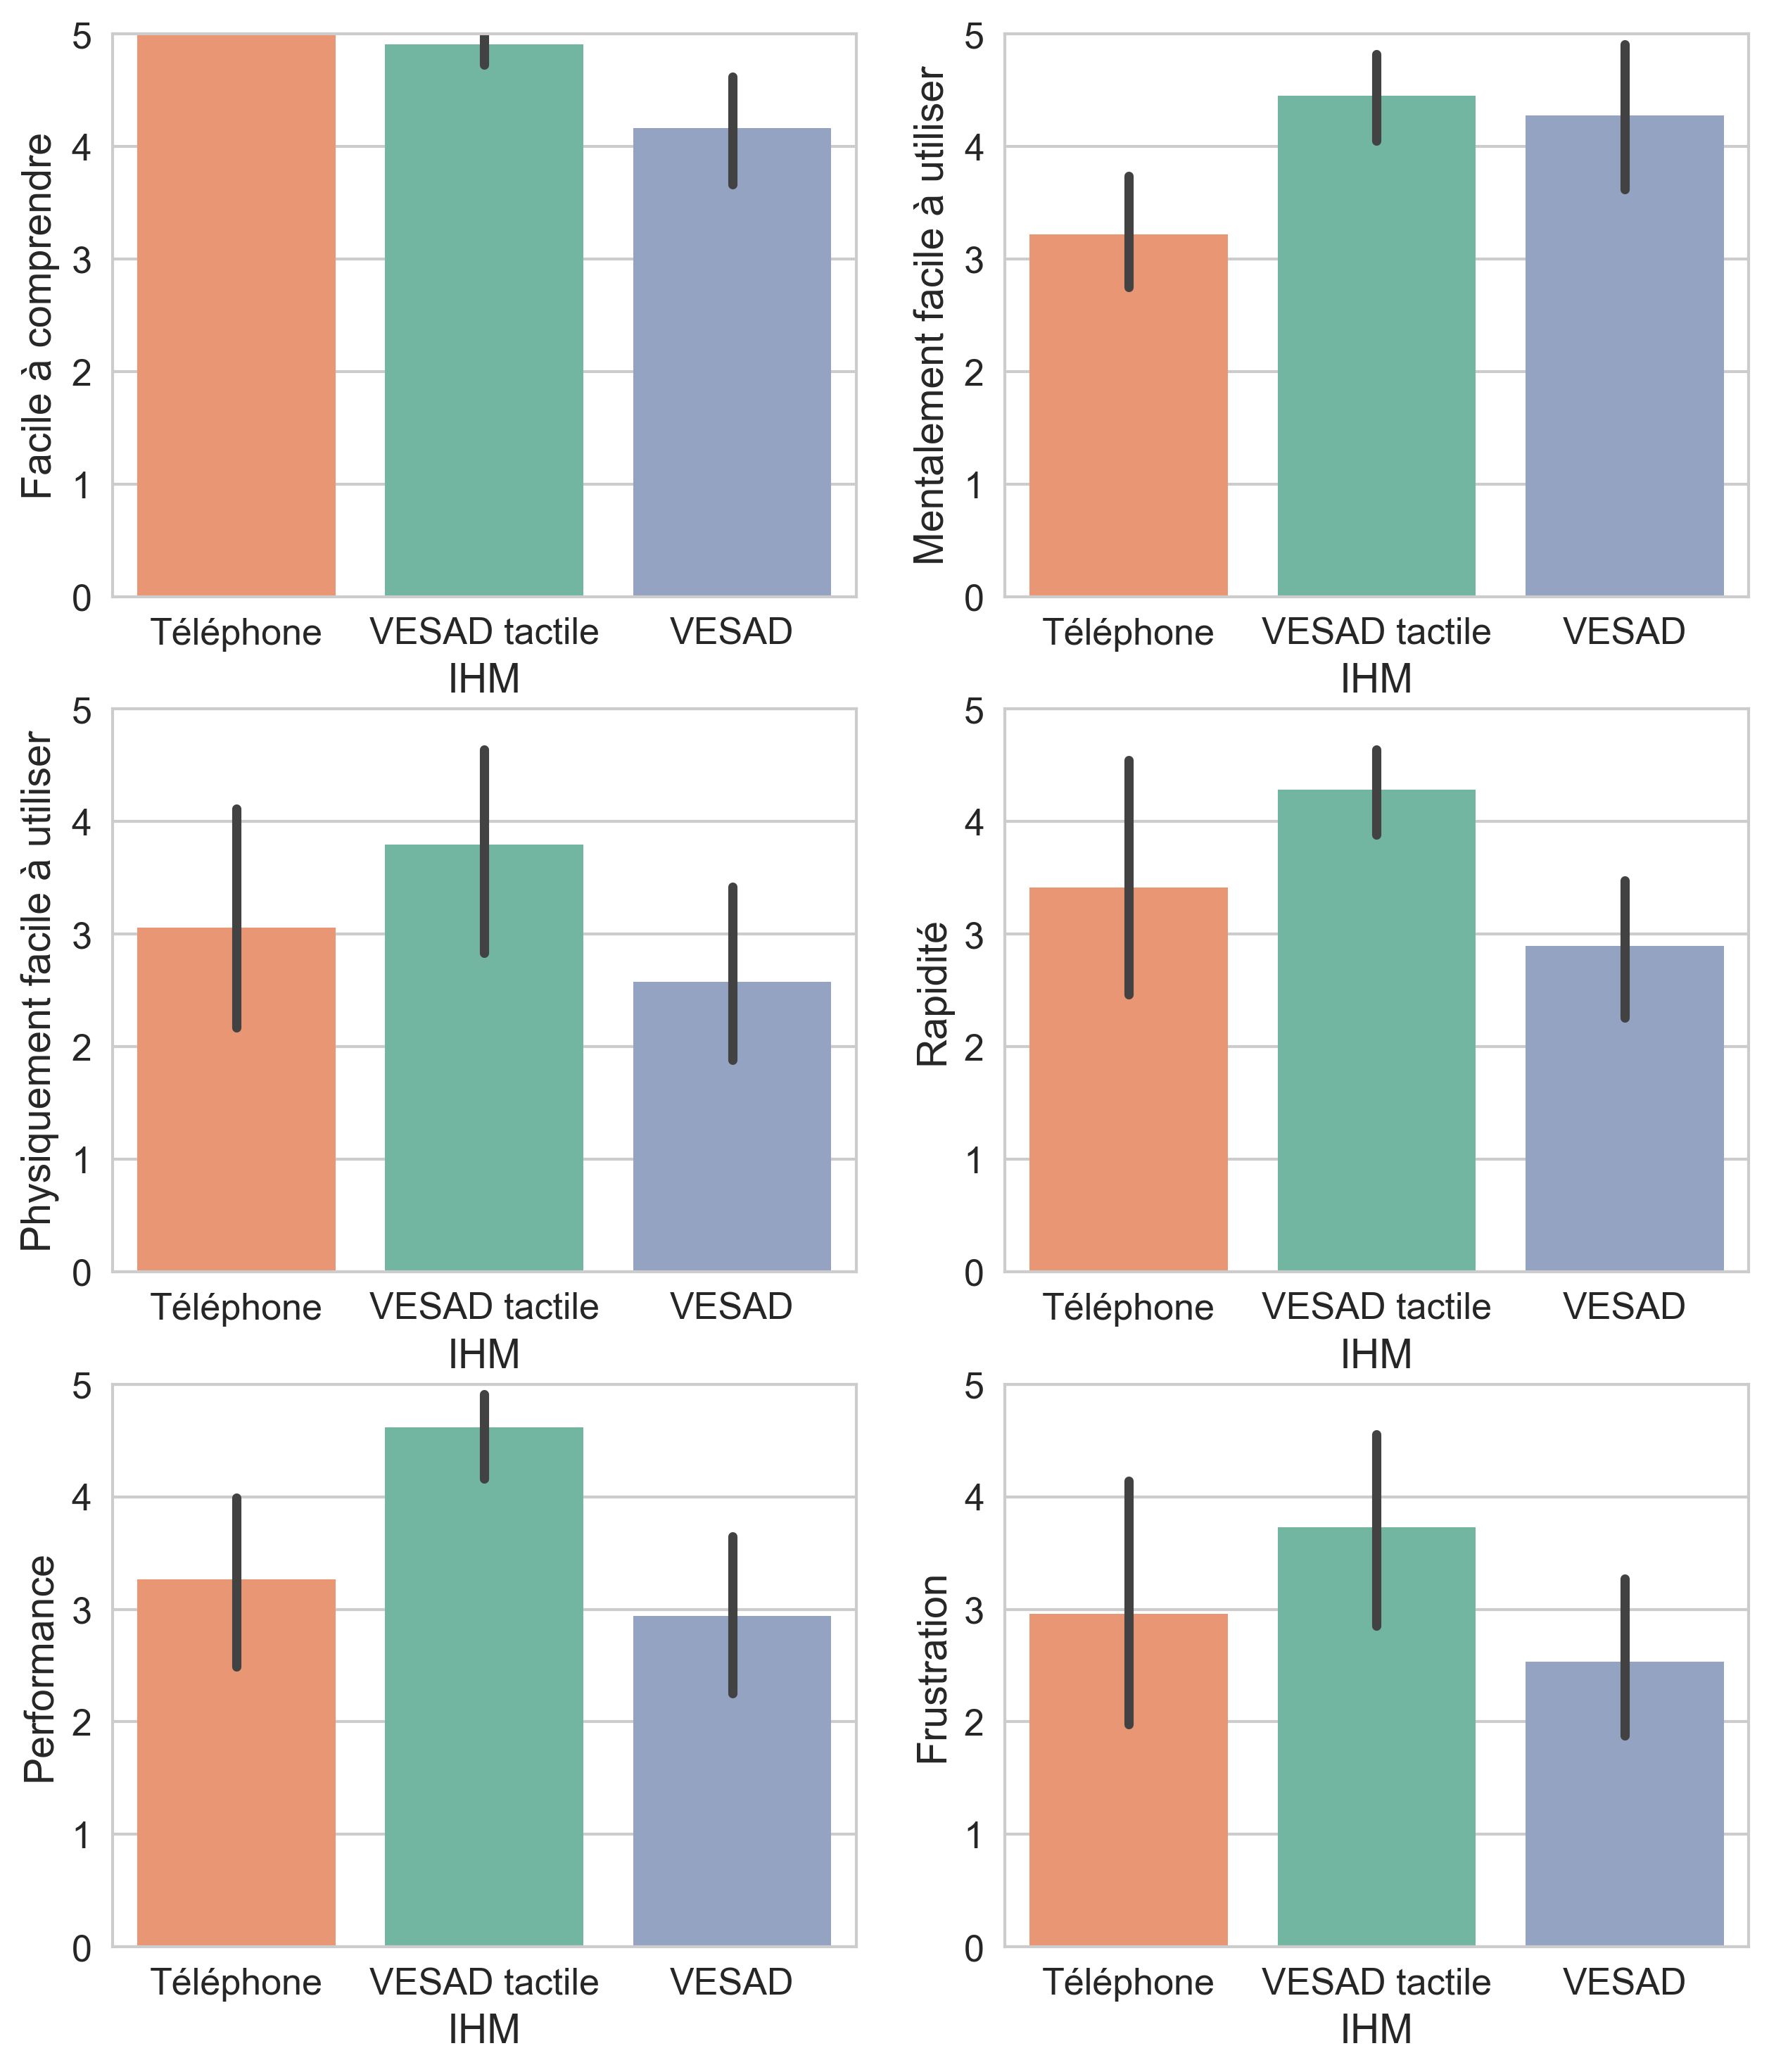 Facile à comprendre
5
4
3
2
1
0
Téléphone VESAD tactile VESAD
IHM
Mentalement facile à utiliser
5
4
3
2
1
0
Téléphone VESAD tactile VESAD
IHM
Physiquement facile à utiliser
5
4
3
2
1
0
Téléphone VESAD tactile VESAD
IHM
Rapidité
5
4
3
2
1
0
Téléphone VESAD tactile VESAD
IHM
Performance
5
4
3
2
1
0
Téléphone VESAD tactile VESAD
IHM
Frustration
5
4
3
2
1
0
Téléphone VESAD tactile VESAD
IHM